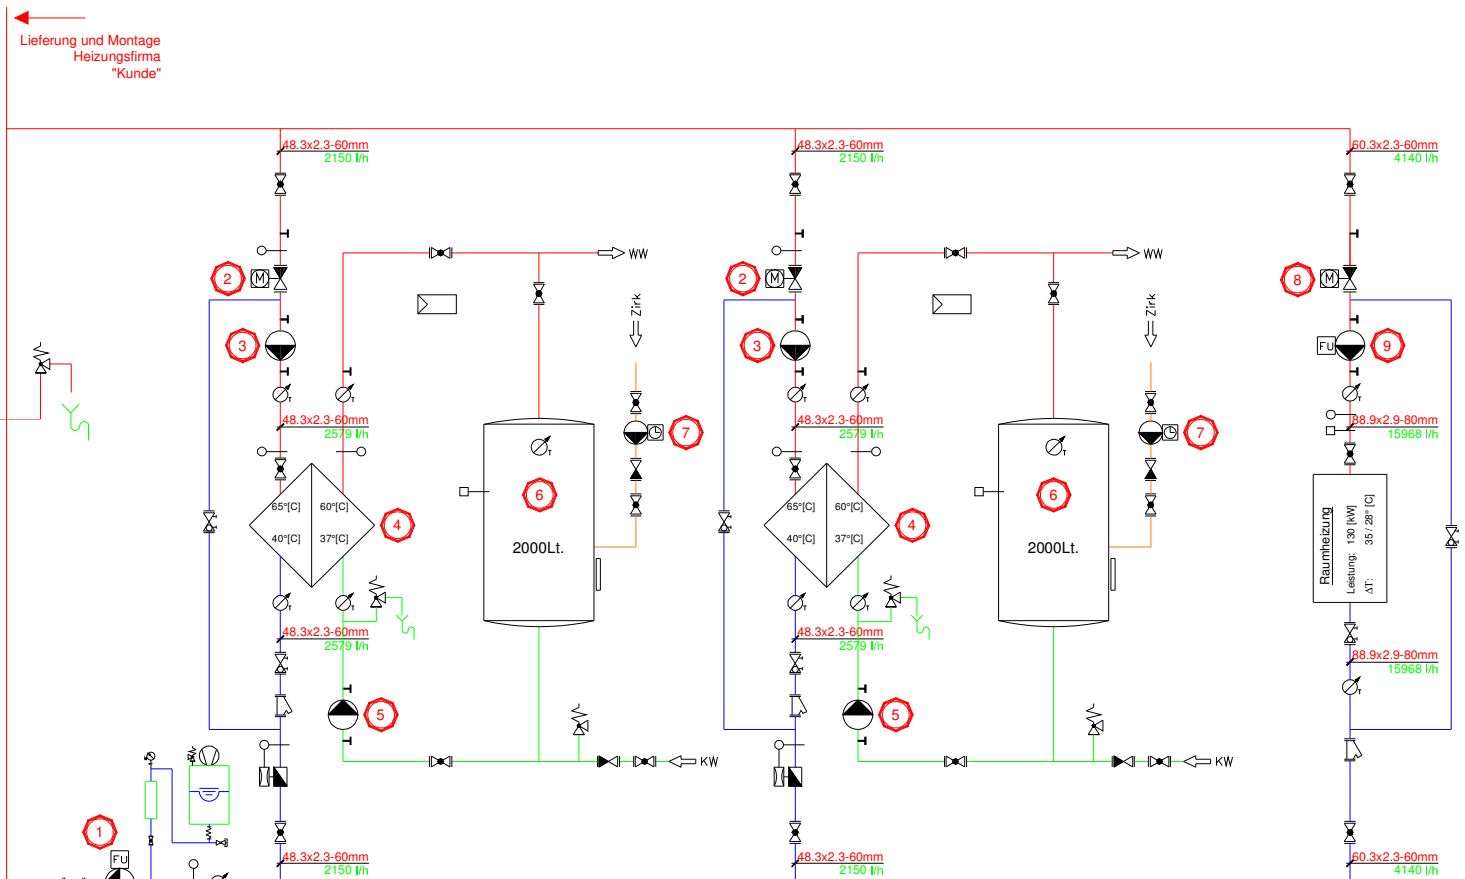 Lieferung und Montage
Heizungsfirma
"Kunde"
48.3x2.3-60mm
2150 l/h
48.3x2.3-60mm
2150 l/h
60.3x2.3-60mm
4140 l/h
2
M
WW
2
M
WW
8
M
Zirk
Zirk
3
3
FU
9
T
T
T
T
T
48.3x2.3-60mm
2579 l/h
48.3x2.3-60mm
2579 l/h
88.9x2.9-80mm
15968 l/h
7
7
T
T
65°[C]
60°[C]
40°[C]
37°[C]
4
6
2000Lt.
65°[C]
60°[C]
40°[C]
37°[C]
4
6
2000Lt.
Raumheizung
Leistung: 130 [kW]
ΔT: 35 / 28° [C]
T
T
T
T
48.3x2.3-60mm
2579 l/h
48.3x2.3-60mm
2579 l/h
88.9x2.9-80mm
15968 l/h
T
5
5
KW
KW
1
FU
48.3x2.3-60mm
2150 l/h
48.3x2.3-60mm
2150 l/h
60.3x2.3-60mm
4140 l/h